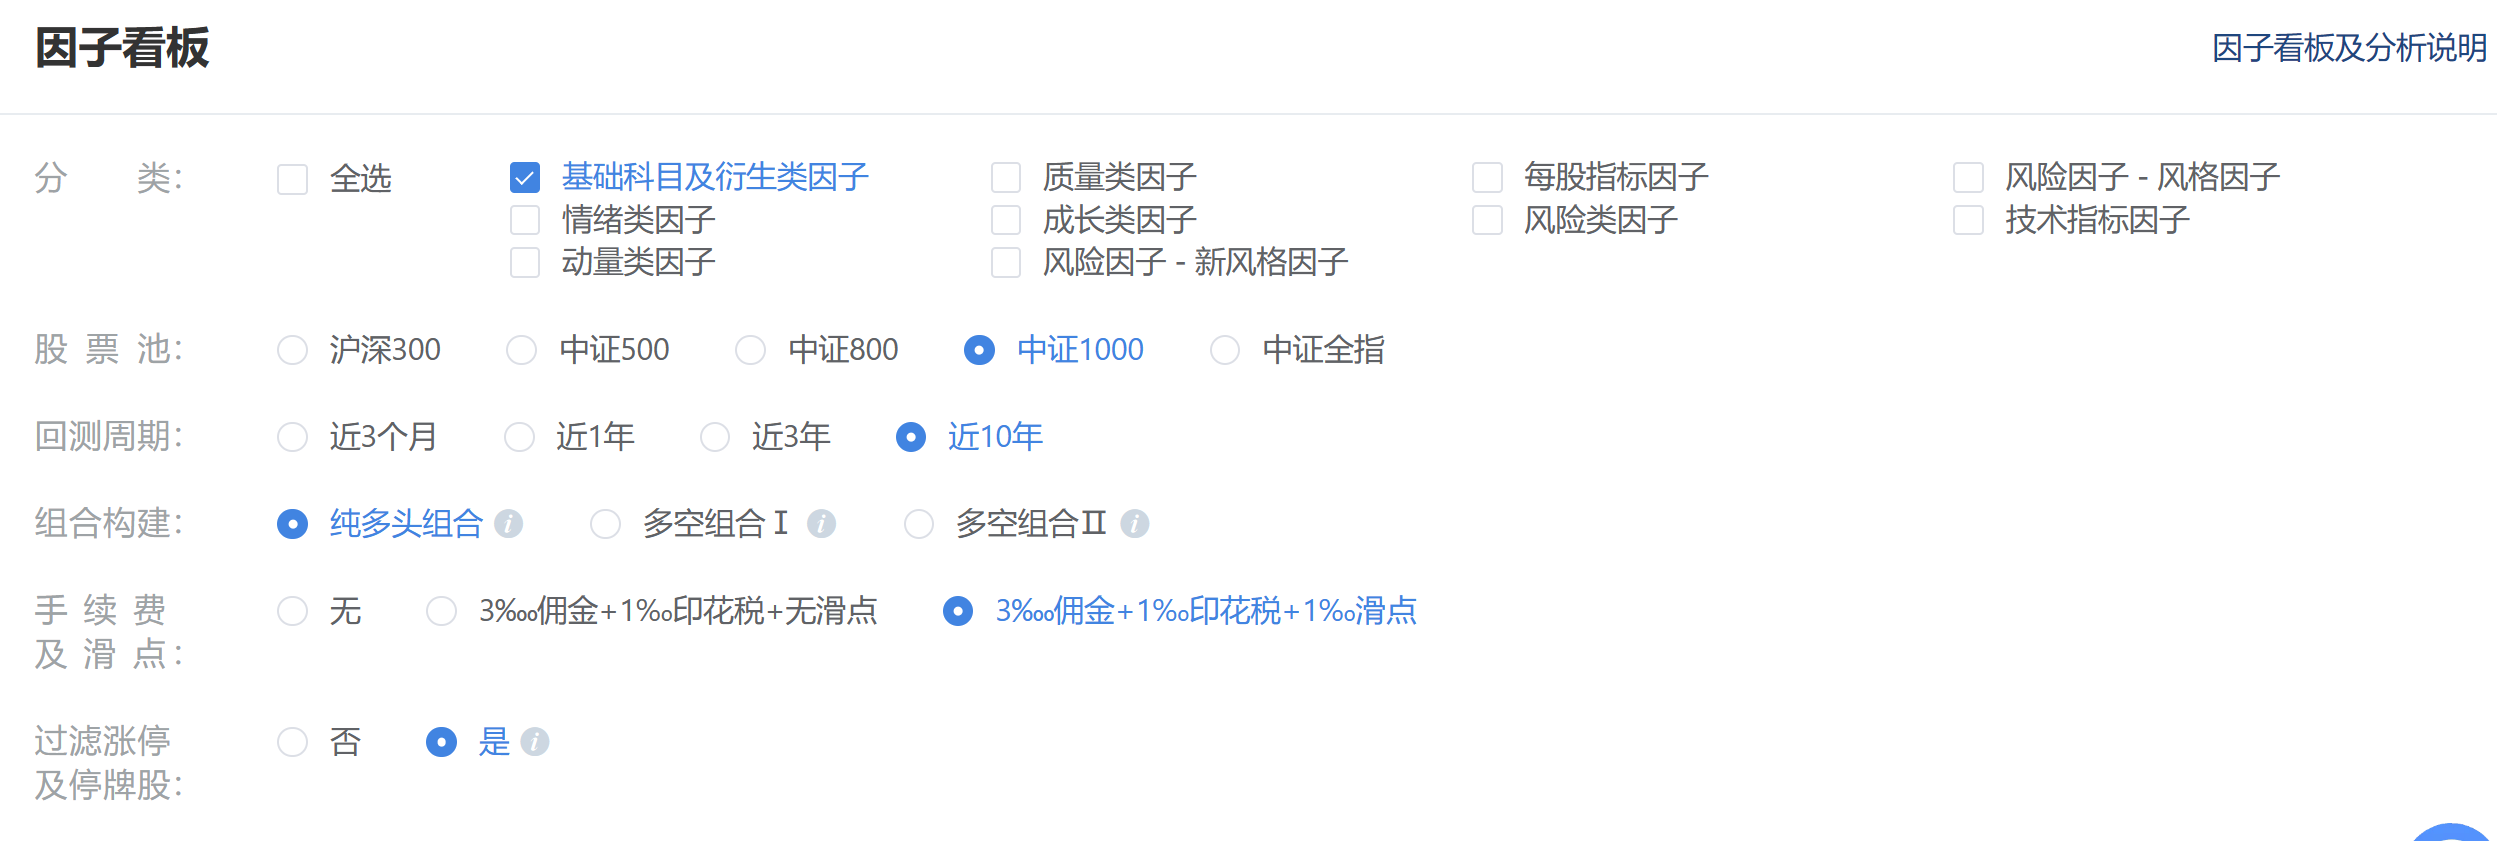 因子看板 因子看板及分析说明
分 类： 全选 基础科目及衍生类因子 质量类因子 每股指标因子 风险因子 - 风格因子
情绪类因子 成长类因子 风险类因子 技术指标因子
动量类因子 风险因子 - 新风格因子
股 票 池： 沪深300 中证500 中证800 中证1000 中证全指
回测周期： 近3个月 近1年 近3年 近10年
组合构建： 纯多头组合 i 多空组合Ⅰ i 多空组合Ⅱ i
手 续 费 无 3‱佣金+1‰印花税+无滑点 3‱佣金+1‰印花税+1‰滑点
及 滑 点：
过滤涨停 否 是 i
及停牌股：